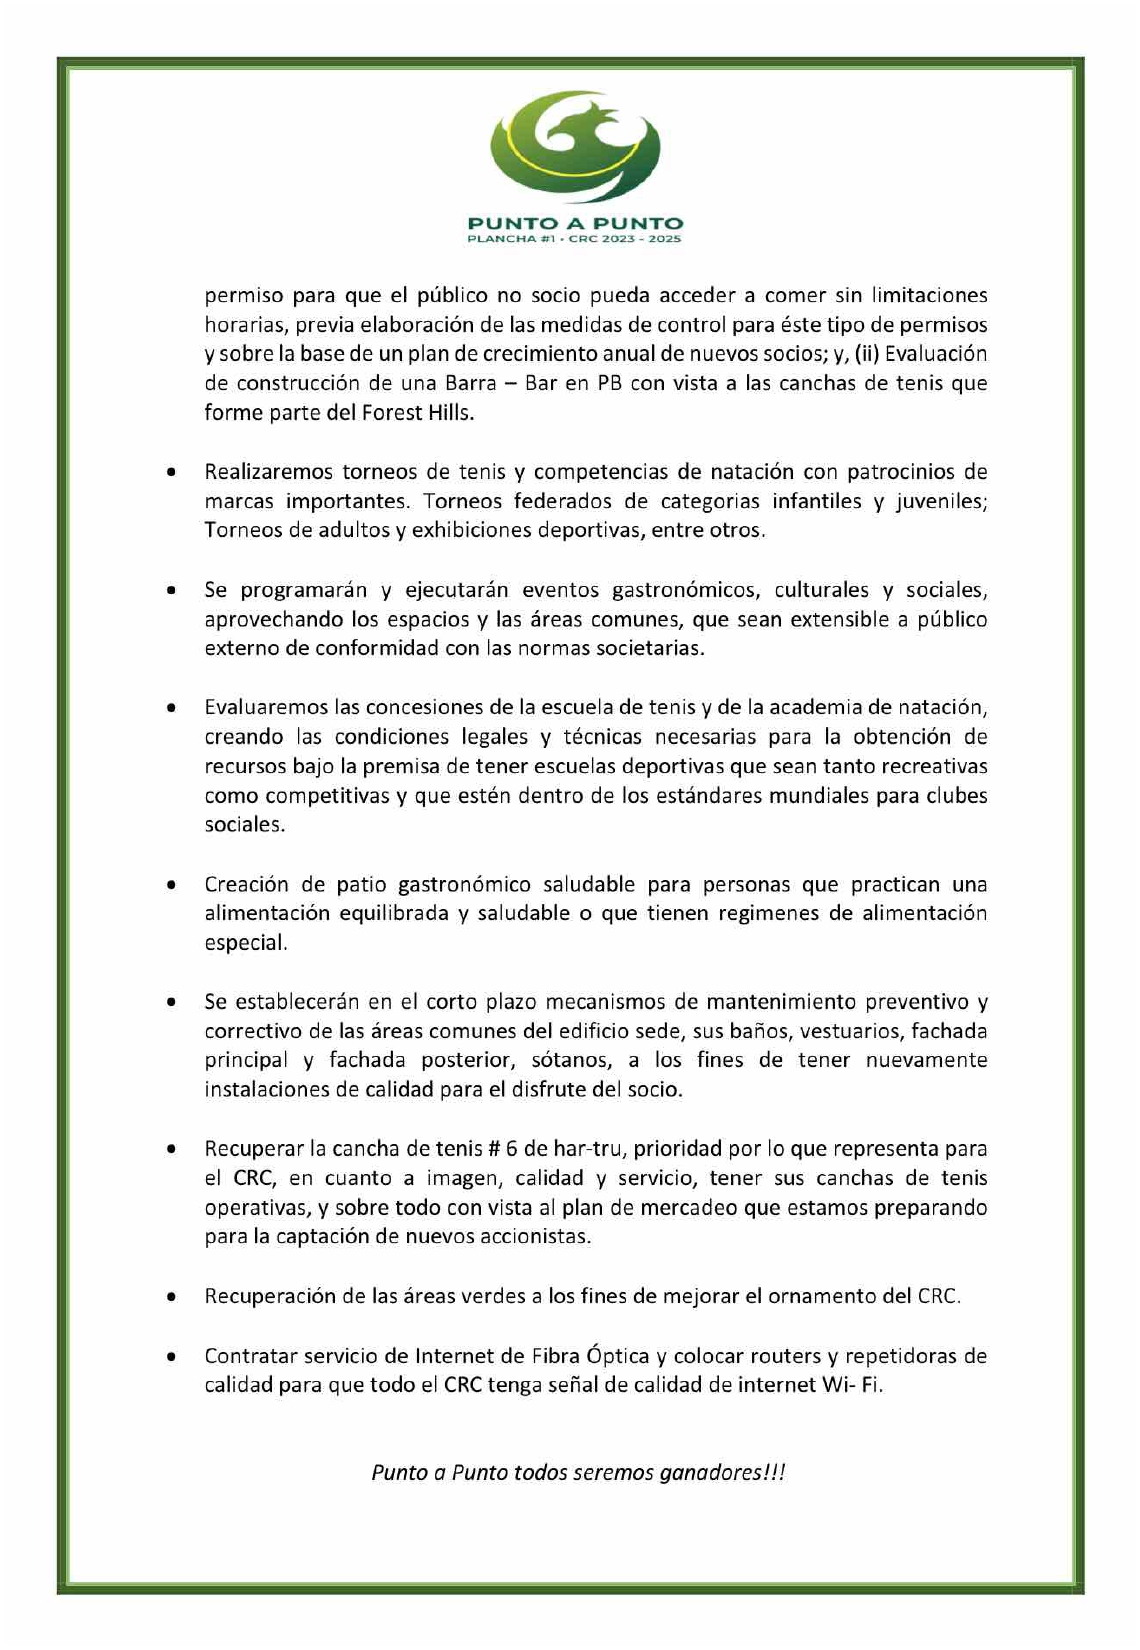 PUNTO A PUNTO
PLANCHA #1 • CRC 2023 - 2025
permiso para que el público no socio pueda acceder a comer sin limitaciones
horarias, previa elaboración de las medidas de control para éste tipo de permisos
y sobre la base de un plan de crecimiento anual de nuevos socios; y, (ii) Evaluación
de construcción de una Barra – Bar en PB con vista a las canchas de tenis que
forme parte del Forest Hills.
• Realizaremos torneos de tenis y competencias de natación con patrocinios de
marcas importantes. Torneos federados de categorias infantiles y juveniles;
Torneos de adultos y exhibiciones deportivas, entre otros.
• Se programarán y ejecutarán eventos gastronómicos, culturales y sociales,
aprovechando los espacios y las áreas comunes, que sean extensible a público
externo de conformidad con las normas societarias.
• Evaluaremos las concesiones de la escuela de tenis y de la academia de natación,
creando las condiciones legales y técnicas necesarias para la obtención de
recursos bajo la premisa de tener escuelas deportivas que sean tanto recreativas
como competitivas y que estén dentro de los estándares mundiales para clubes
sociales.
• Creación de patio gastronómico saludable para personas que practican una
alimentación equilibrada y saludable o que tienen regimenes de alimentación
especial.
• Se establecerán en el corto plazo mecanismos de mantenimiento preventivo y
correctivo de las áreas comunes del edificio sede, sus baños, vestuarios, fachada
principal y fachada posterior, sótanos, a los fines de tener nuevamente
instalaciones de calidad para el disfrute del socio.
• Recuperar la cancha de tenis # 6 de har-tru, prioridad por lo que representa para
el CRC, en cuanto a imagen, calidad y servicio, tener sus canchas de tenis
operativas, y sobre todo con vista al plan de mercadeo que estamos preparando
para la captación de nuevos accionistas.
• Recuperación de las áreas verdes a los fines de mejorar el ornamento del CRC.
• Contratar servicio de Internet de Fibra Óptica y colocar routers y repetidoras de
calidad para que todo el CRC tenga señal de calidad de internet Wi- Fi.
Punto a Punto todos seremos ganadores!!!